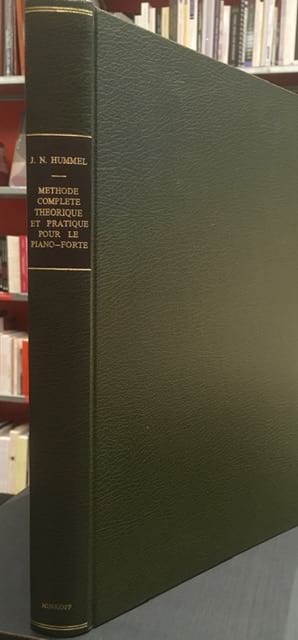 J. N. HUMMEL
METHODE
COMPLETE
THEORIQUE
ET PRATIQUE
POUR LE
PIANO-FORTE
MINKOFF